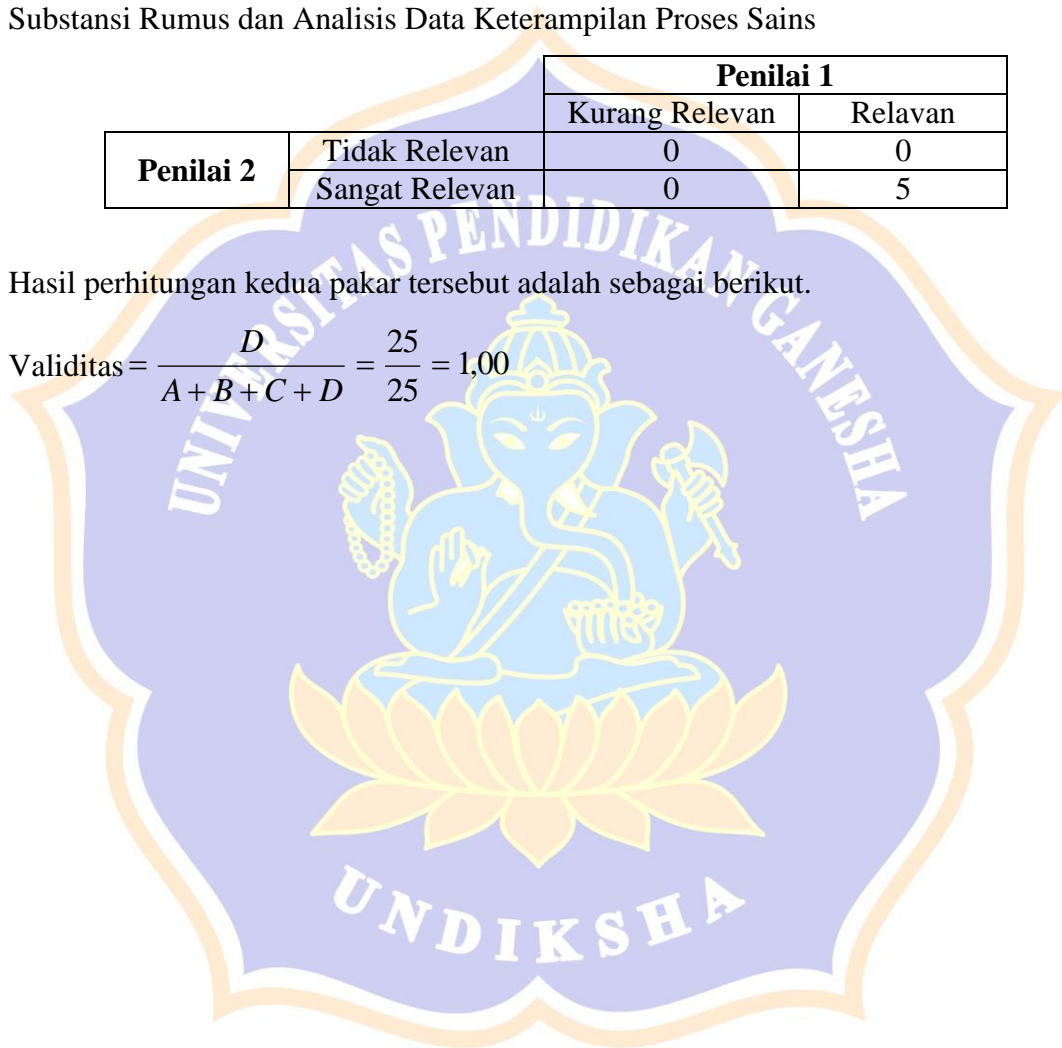 Substansi Rumus dan Analisis Data Keterampilan Proses Sains
Penilai 1
Kurang Relevan Relavan
Penilai 2 Tidak Relevan 0 0
Sangat Relevan 0 5
Hasil perhitungan kedua pakar tersebut adalah sebagai berikut.
Validitas = D / (A + B + C + D) = 25 / 25 = 1,00
UNIVERSITAS PENDIDIKAN GANESHA
UNDIKSHA